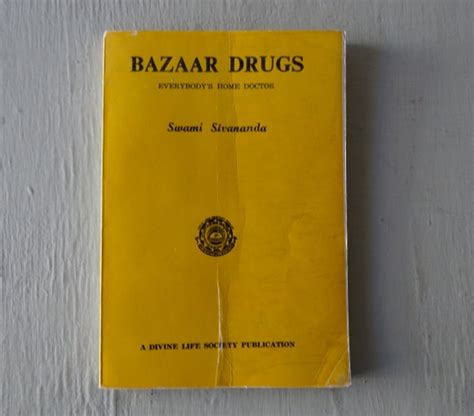 BAZAAR DRUGS
EVERYBODY'S HOME DOCTOR
Swami Sivananda
A DIVINE LIFE SOCIETY PUBLICATION